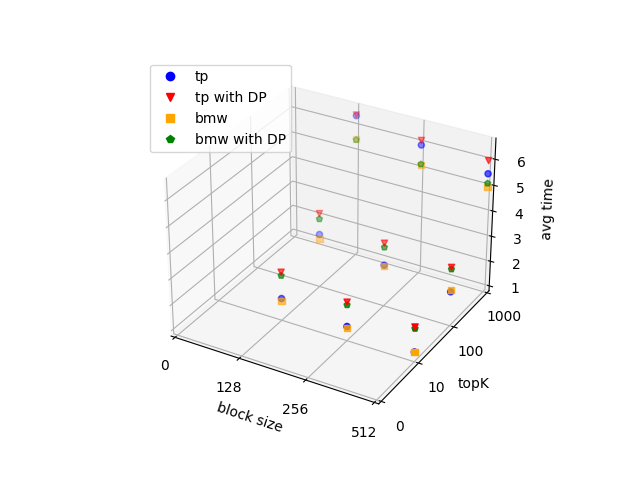 tp
tp with DP
bmw
bmw with DP
6
5
4
3
2
1
avg time
1000
100
10
0
topK
0
128
256
512
block size